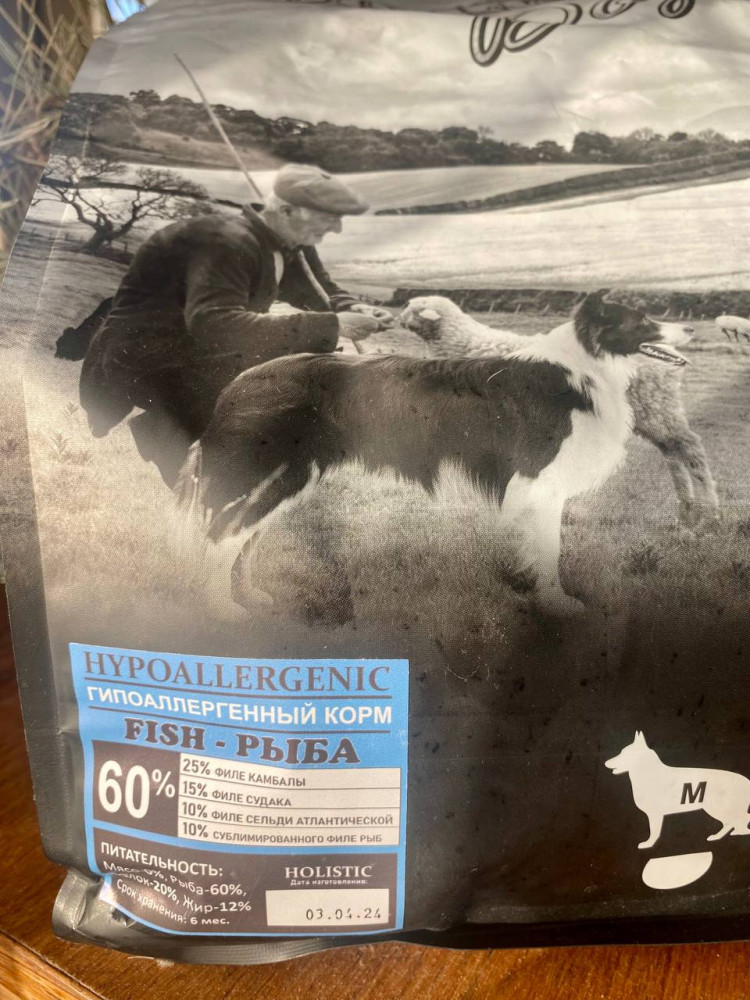 HYPOALLERGENIC
ГИПОАЛЛЕРГЕННЫЙ КОРМ
FISH - РЫБА
60%
25% ФИЛЕ КАМБАЛЫ
15% ФИЛЕ СУДАКА
10% ФИЛЕ СЕЛЬДИ АТЛАНТИЧЕСКОЙ
10% СУБЛИМИРОВАННОГО ФИЛЕ РЫБ
ПИТАТЕЛЬНОСТЬ:
Рыба-60%,
20%, Жир-12%
Срок хранения: 6 мес.
HOLISTIC
Дата изготовления:
03.04.24
M